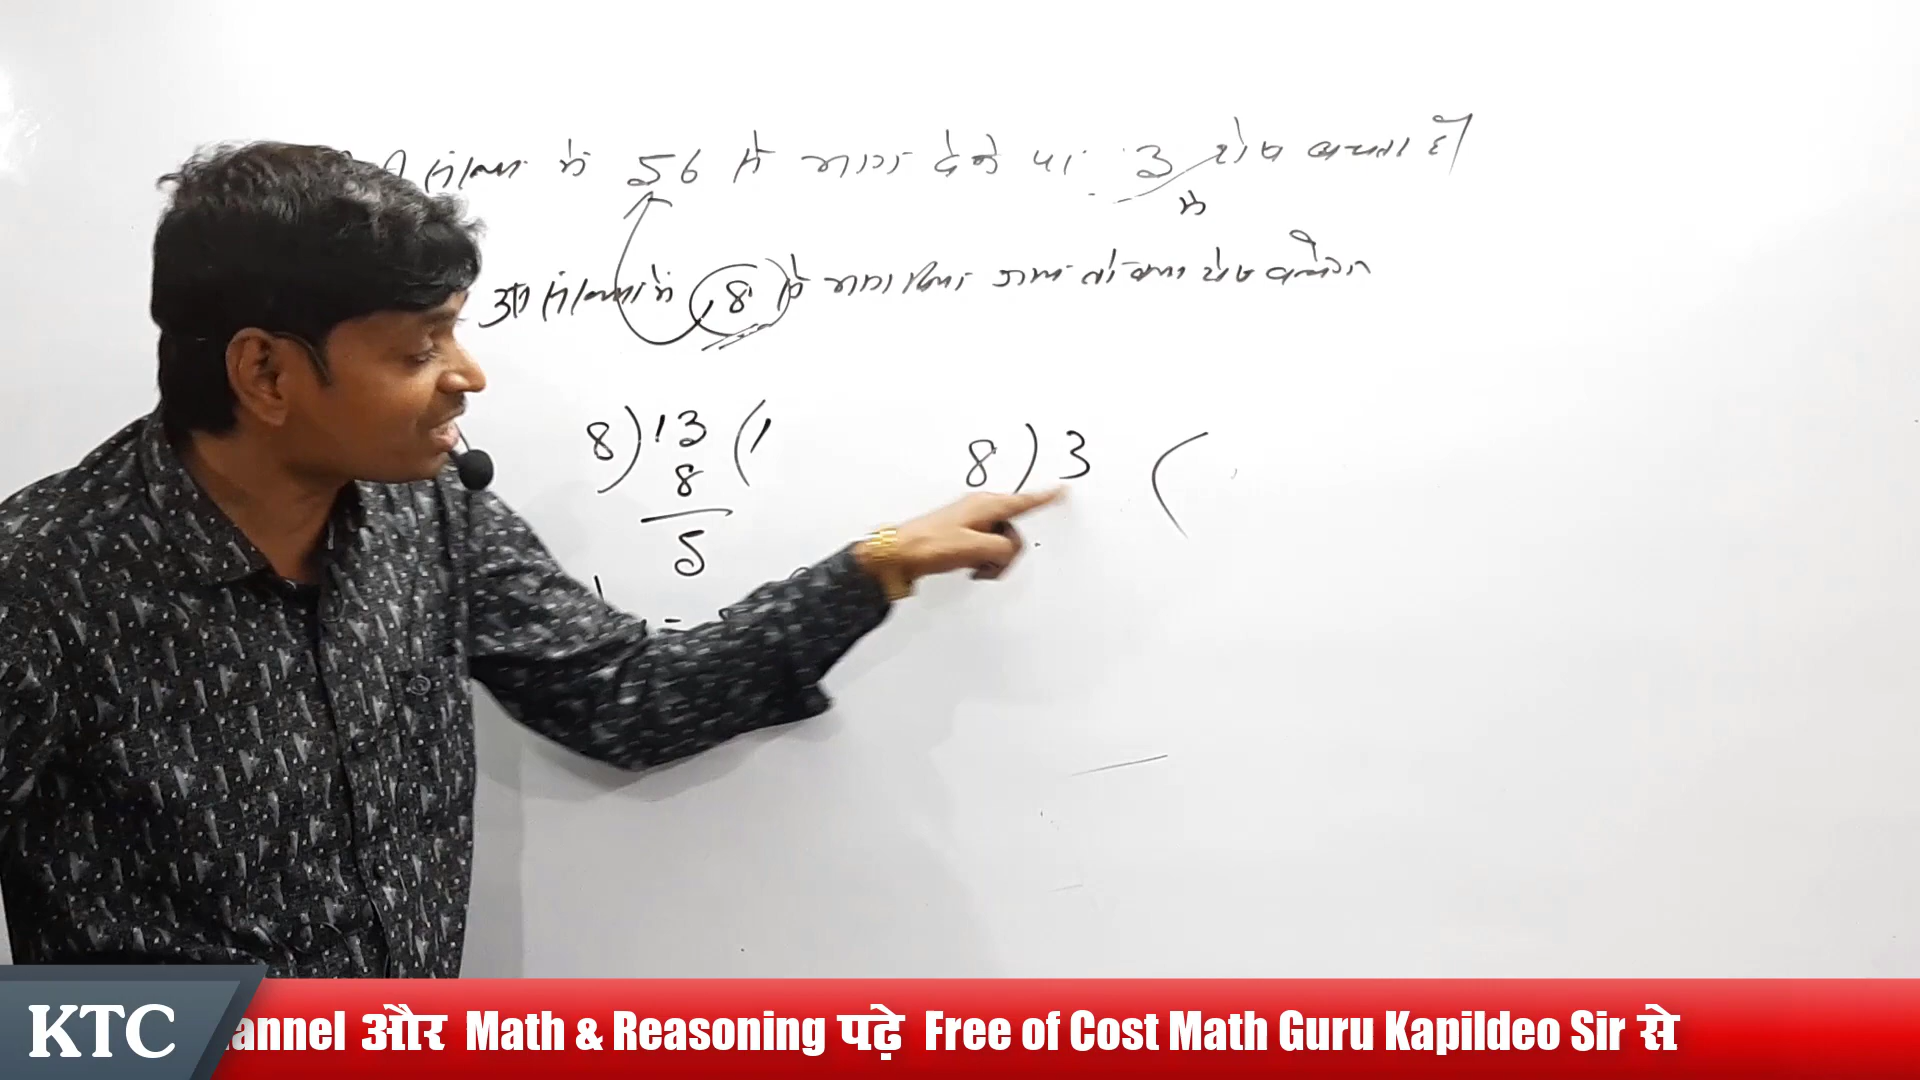 संख्या में 56 से भाग देने पर 3 शेष बचता है
से
उस संख्या में 8 से भाग दिया जाय तो क्या शेष बचेगा
8 ) 13 ( 1
8
5
8 ) 3 (
KTC
annel और Math & Reasoning पढ़े Free of Cost Math Guru Kapildeo Sir से